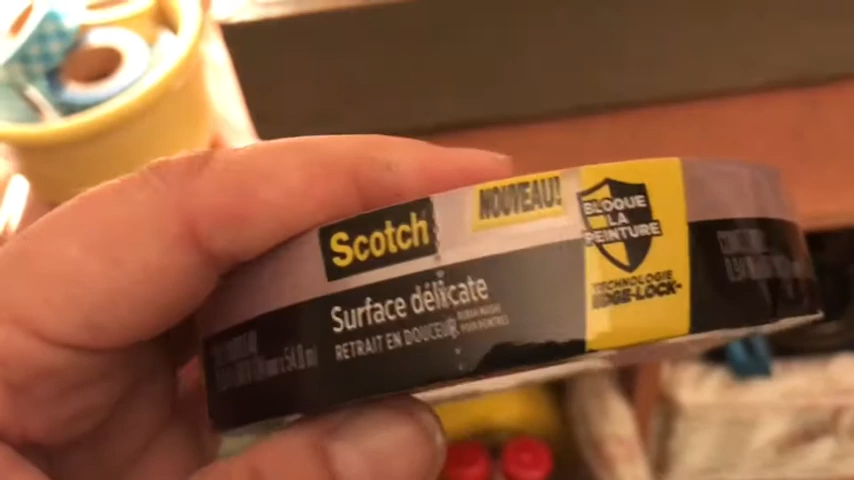 Scotch
NOUVEAU!
BLOQUE
LA
PEINTURE
Surface délicate
RETRAIT EN DOUCEUR
TECHNOLOGIE
EDGE-LOCK